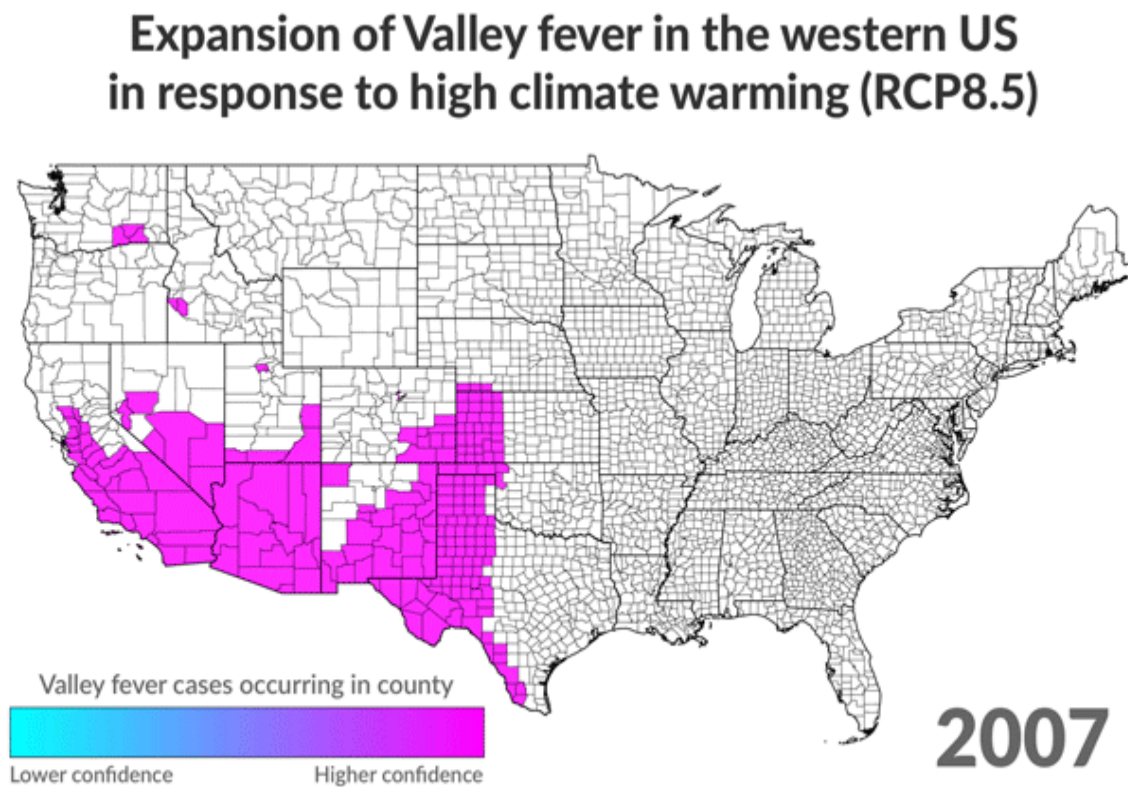 Expansion of Valley fever in the western US
in response to high climate warming (RCP8.5)
Valley fever cases occurring in county
Lower confidence
Higher confidence
2007